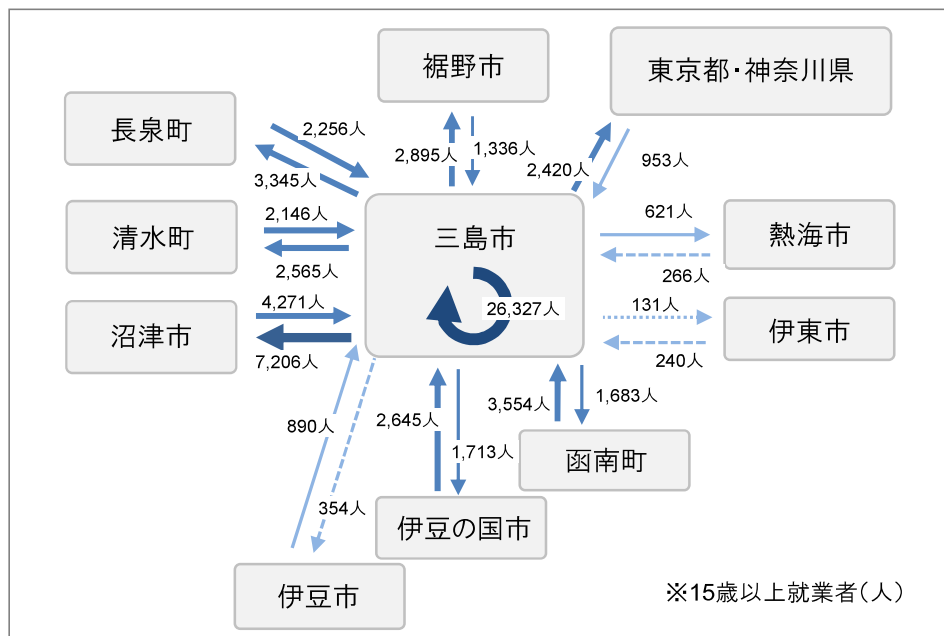 裾野市
東京都・神奈川県
長泉町
2,256人
3,345人
2,895人
1,336人
2,420人
953人
清水町
2,146人
2,565人
三島市
26,327人
621人
266人
熱海市
沼津市
4,271人
7,206人
131人
240人
伊東市
890人
354人
2,645人
1,713人
3,554人
1,683人
函南町
伊豆の国市
伊豆市
※15歳以上就業者(人)